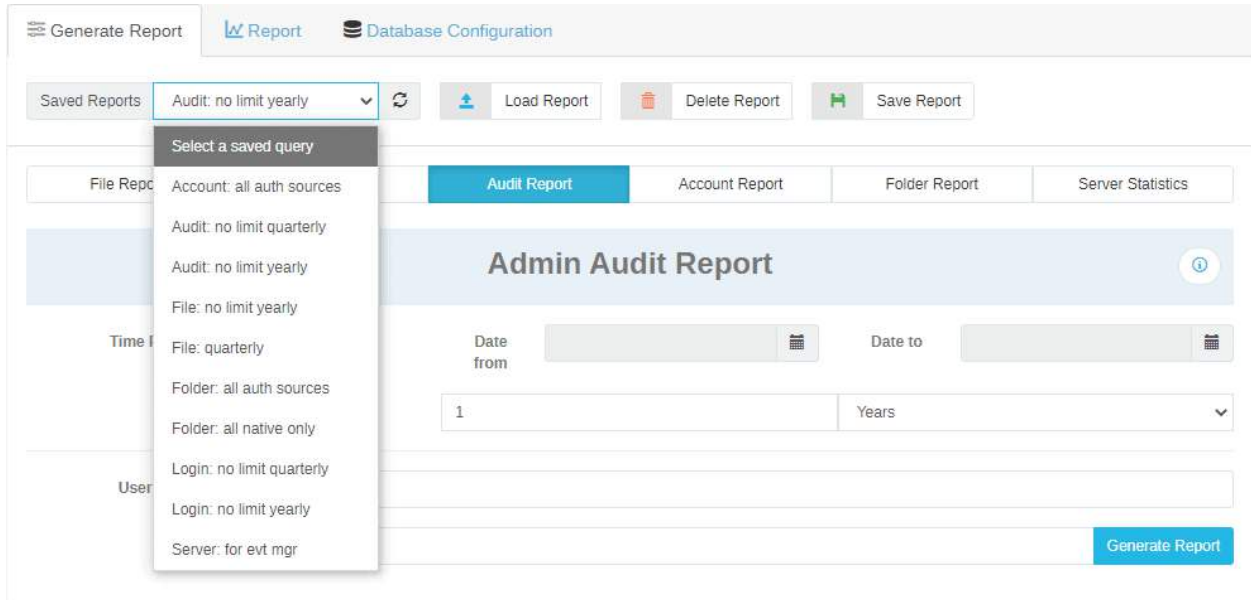 Generate Report Report Database Configuration
Saved Reports Audit: no limit yearly Load Report Delete Report Save Report
Select a saved query
File Repo Audit Report Account Report Folder Report Server Statistics
Account: all auth sources
Audit: no limit quarterly
Admin Audit Report
Audit: no limit yearly
File: no limit yearly
Time Date from Date to
File: quarterly
Folder: all auth sources
1 Years
Folder: all native only
Login: no limit quarterly
User
Login: no limit yearly
Server: for evt mgr
Generate Report